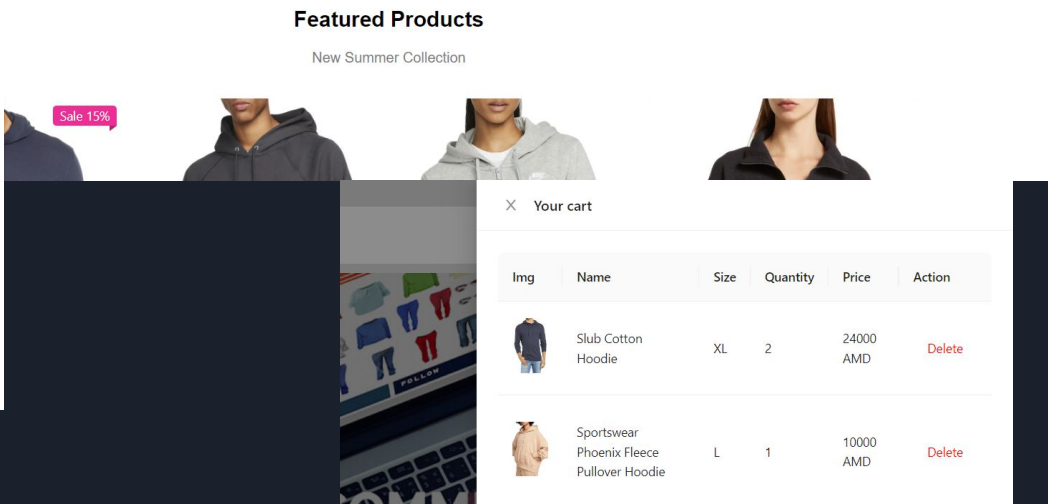 Featured Products
New Summer Collection
Sale 15%
X Your cart
Img Name Size Quantity Price Action
Slub Cotton
Hoodie
XL 2
24000
AMD
Delete
Sportswear
Phoenix Fleece
Pullover Hoodie
L 1
10000
AMD
Delete
FOLLOW